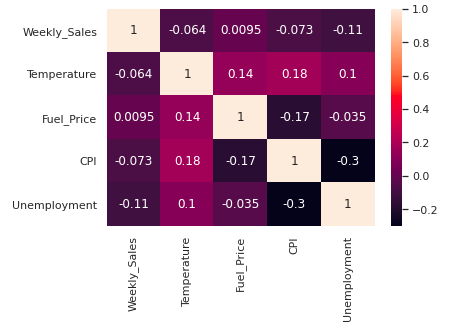 Weekly_Sales 1 -0.064 0.0095 -0.073 -0.11
Temperature -0.064 1 0.14 0.18 0.1
Fuel_Price 0.0095 0.14 1 -0.17 -0.035
CPI -0.073 0.18 -0.17 1 -0.3
Unemployment -0.11 0.1 -0.035 -0.3 1
Weekly_Sales Temperature Fuel_Price CPI Unemployment
1.0
0.8
0.6
0.4
0.2
0.0
−0.2